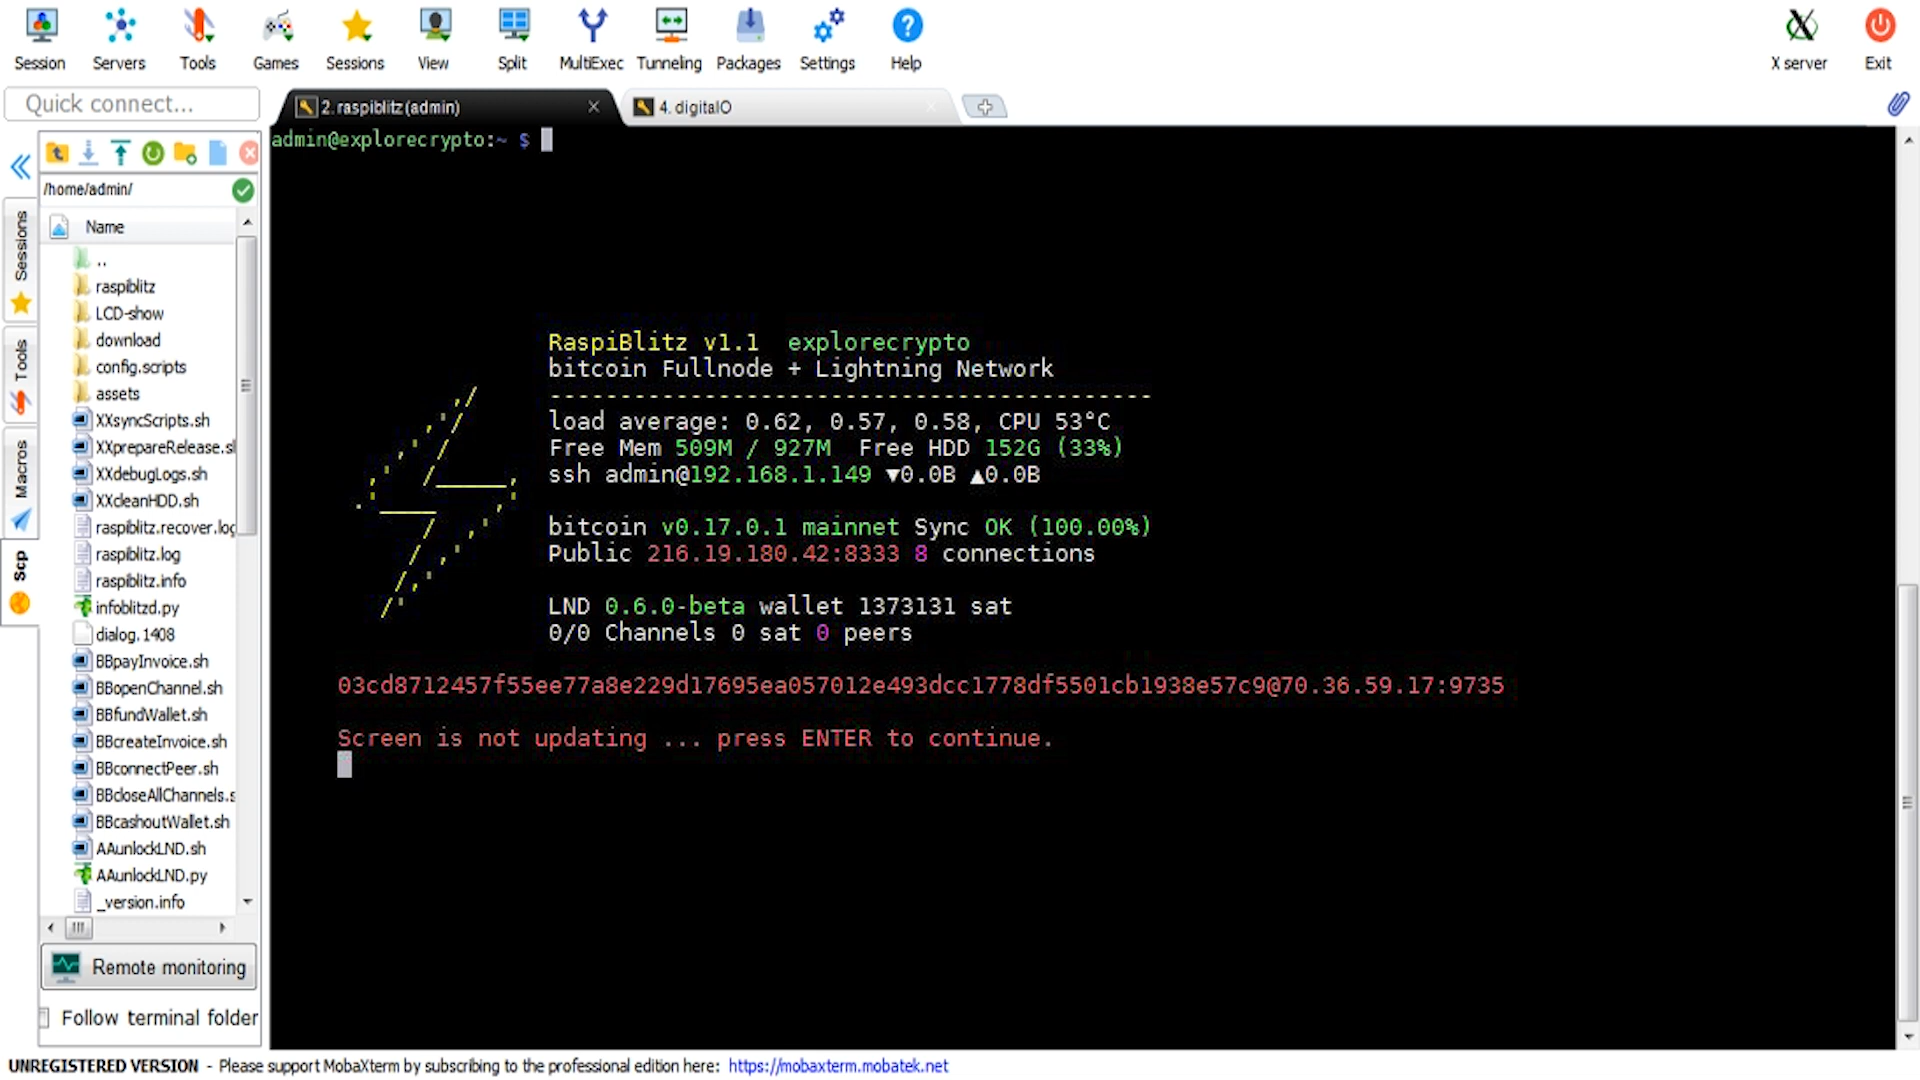 Session Servers Tools Games Sessions View Split MultiExec Tunneling Packages Settings Help X server Exit
Quick connect...
2. raspiblitz (admin)
4. digitalO
admin@explorecrypto:~ $
/home/admin/
Name
..
raspiblitz
LCD-show
download
config.scripts
assets
XXsyncScripts.sh
XXprepareRelease.sl
XXdebugLogs.sh
XXcleanHDD.sh
raspiblitz.recover.log
raspiblitz.log
raspiblitz.info
infoblitzd.py
dialog.1408
BBpayInvoice.sh
BBopenChannel.sh
BBfundWallet.sh
BBcreateInvoice.sh
BBconnectPeer.sh
BBcloseAllChannels.s
BBcashoutWallet.sh
AAunlockLND.sh
AAunlockLND.py
_version.info
Sessions
Tools
Macros
Scp
Remote monitoring
Follow terminal folder
RaspiBlitz v1.1 explorecrypto
bitcoin Fullnode + Lightning Network
-------------------------------------------
load average: 0.62, 0.57, 0.58, CPU 53°C
Free Mem 509M / 927M Free HDD 152G (33%)
ssh admin@192.168.1.149 ▼0.0B ▲0.0B
bitcoin v0.17.0.1 mainnet Sync OK (100.00%)
Public 216.19.180.42:8333 8 connections
LND 0.6.0-beta wallet 1373131 sat
0/0 Channels 0 sat 0 peers
03cd8712457f55ee77a8e229d17695ea057012e493dcc1778df5501cb1938e57c9@70.36.59.17:9735
Screen is not updating ... press ENTER to continue.
UNREGISTERED VERSION - Please support MobaXterm by subscribing to the professional edition here: https://mobaxterm.mobatek.net